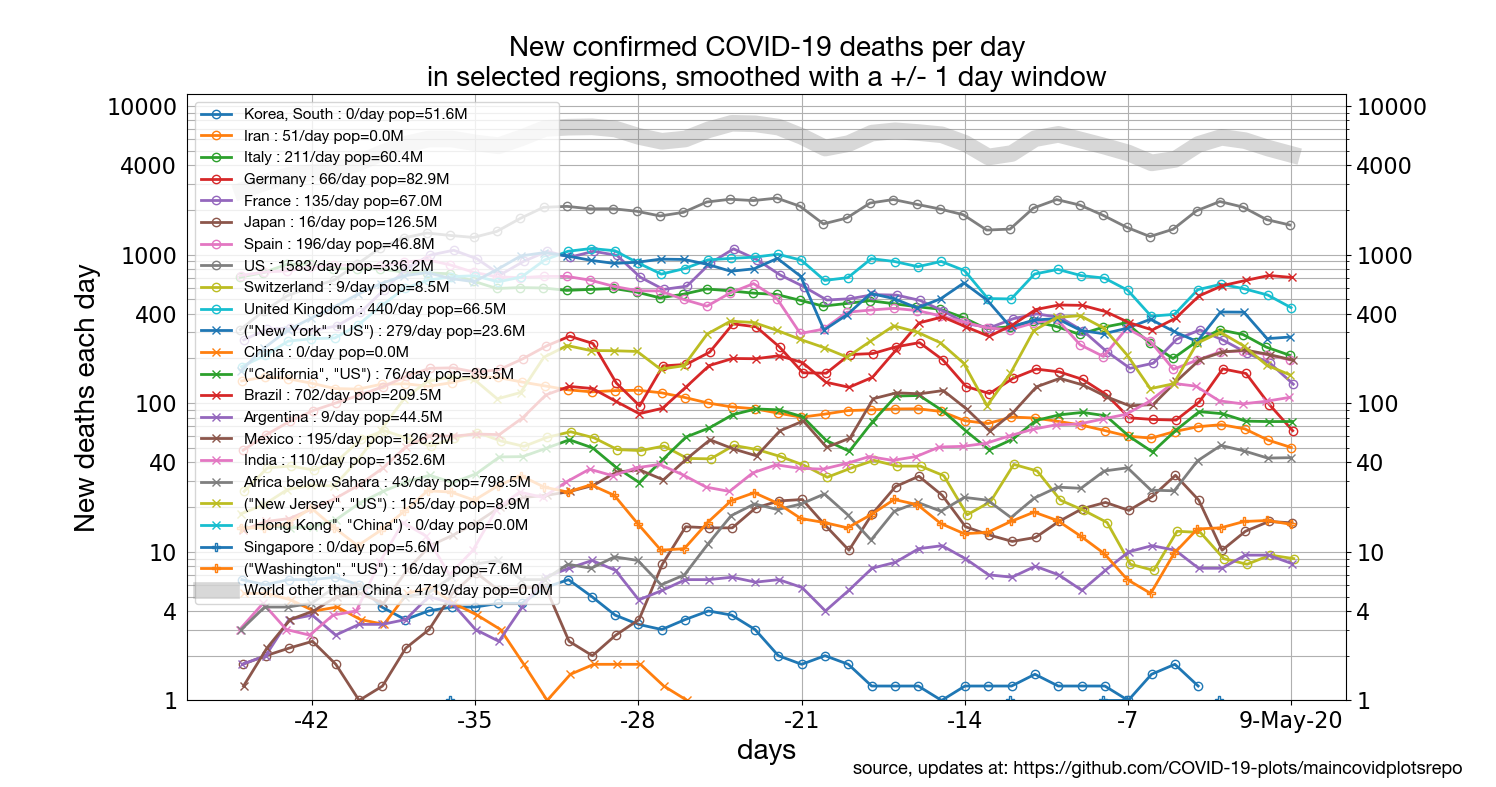 New confirmed COVID-19 deaths per day
in selected regions, smoothed with a +/- 1 day window
New deaths each day
10000
4000
1000
400
100
40
10
4
1
Korea, South : 0/day pop=51.6M
Iran : 51/day pop=0.0M
Italy : 211/day pop=60.4M
Germany : 66/day pop=82.9M
France : 135/day pop=67.0M
Japan : 16/day pop=126.5M
Spain : 196/day pop=46.8M
US : 1583/day pop=336.2M
Switzerland : 9/day pop=8.5M
United Kingdom : 440/day pop=66.5M
("New York", "US") : 279/day pop=23.6M
China : 0/day pop=0.0M
("California", "US") : 76/day pop=39.5M
Brazil : 702/day pop=209.5M
Argentina : 9/day pop=44.5M
Mexico : 195/day pop=126.2M
India : 110/day pop=1352.6M
Africa below Sahara : 43/day pop=798.5M
("New Jersey", "US") : 155/day pop=8.9M
("Hong Kong", "China") : 0/day pop=0.0M
Singapore : 0/day pop=5.6M
("Washington", "US") : 16/day pop=7.6M
World other than China : 4719/day pop=0.0M
10000
4000
1000
400
100
40
10
4
1
-42 -35 -28 -21 -14 -7 9-May-20
days
source, updates at: https://github.com/COVID-19-plots/maincovidplotsrepo